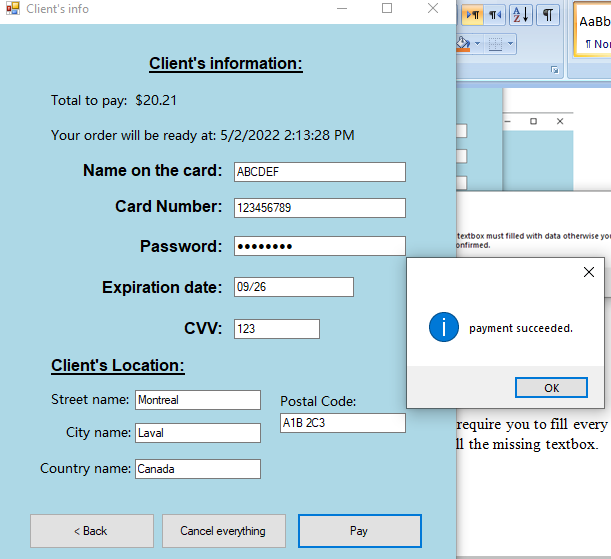 Client's info
Client's information:
Total to pay: $20.21
Your order will be ready at: 5/2/2022 2:13:28 PM
Name on the card: ABCDEF
Card Number: 123456789
Password: ●●●●●●●●
Expiration date: 09/26
CVV: 123
Client's Location:
Street name: Montreal
Postal Code:
A1B 2C3
City name: Laval
Country name: Canada
< Back
Cancel everything
Pay
AaBb
¶ No
textbox must filled with data otherwise you
onfirmed.
payment succeeded.
OK
require you to fill every
ll the missing textbox.